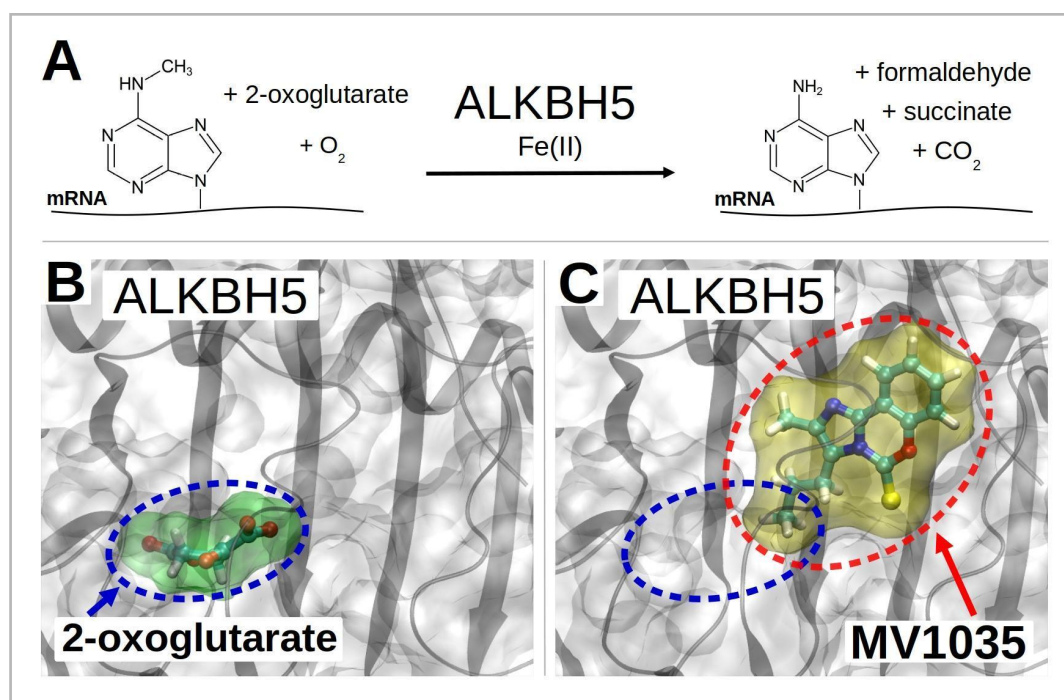 A
HN
CH3
N
N
N
N
mRNA
+ 2-oxoglutarate
+ O2
ALKBH5
Fe(II)
NH2
N
N
N
N
mRNA
+ formaldehyde
+ succinate
+ CO2
B
ALKBH5
2-oxoglutarate
C
ALKBH5
MV1035